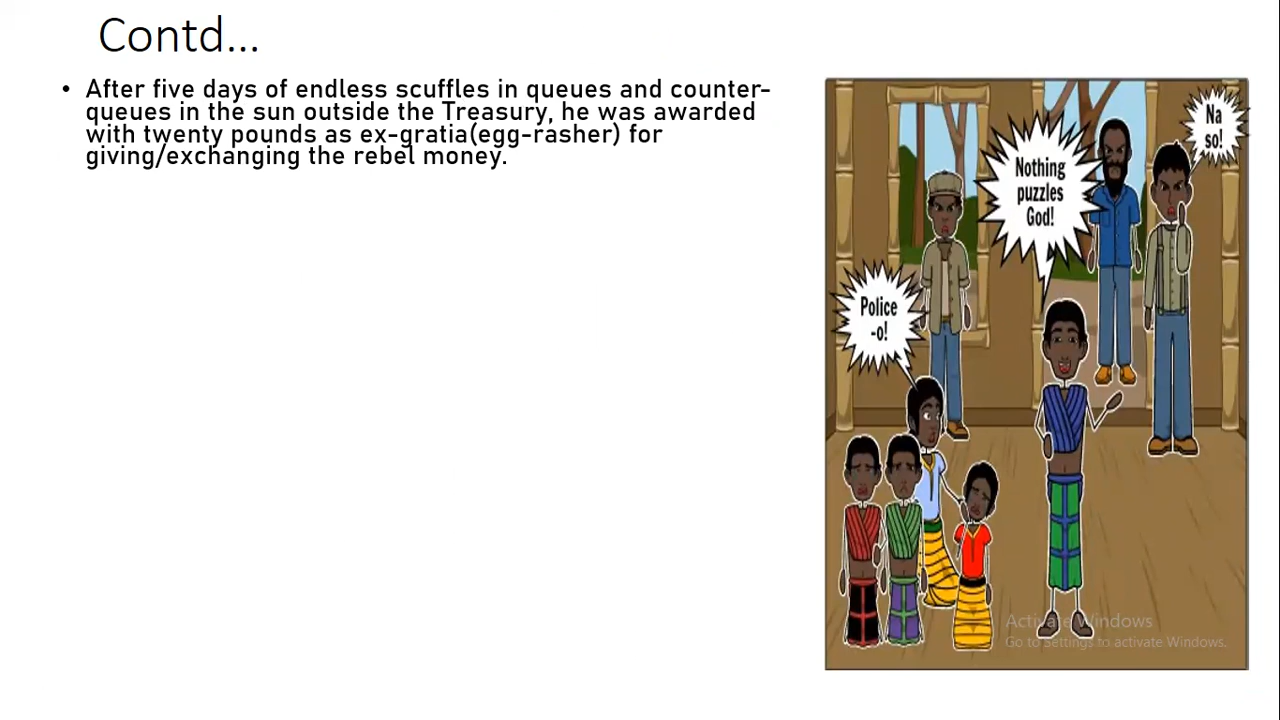 Contd...
• After five days of endless scuffles in queues and counter-
queues in the sun outside the Treasury, he was awarded
with twenty pounds as ex-gratia(egg-rasher) for
giving/exchanging the rebel money.
Na
so!
Nothing
puzzles
God!
Police
-o!
Activate Windows
Go to Settings to activate Windows.